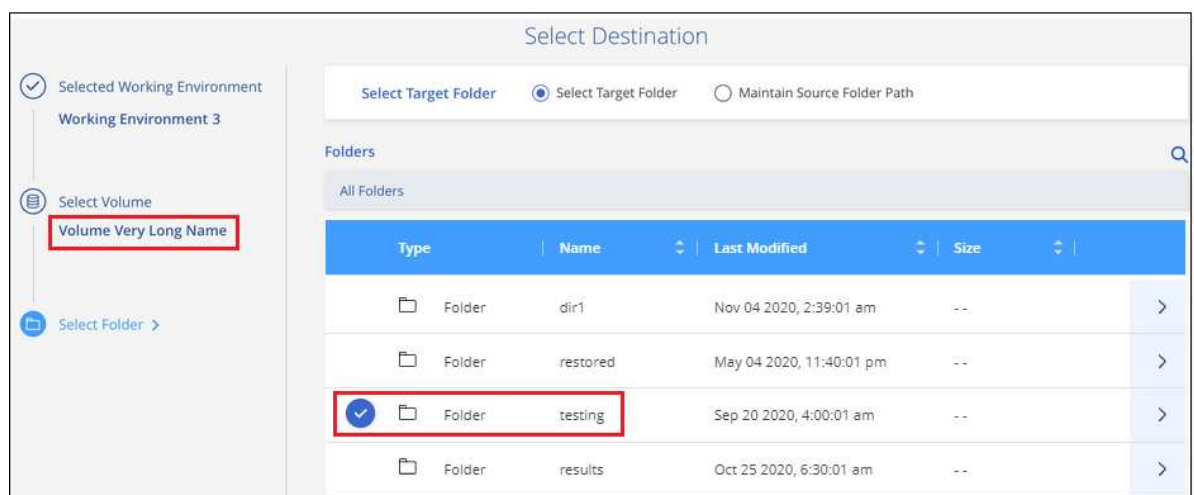 Select Destination
Selected Working Environment
Working Environment 3
Select Volume
Volume Very Long Name
Select Folder >
Select Target Folder Select Target Folder Maintain Source Folder Path
Folders
All Folders
Type Name Last Modified Size
Folder dir1 Nov 04 2020, 2:39:01 am --
Folder restored May 04 2020, 11:40:01 pm --
Folder testing Sep 20 2020, 4:00:01 am --
Folder results Oct 25 2020, 6:30:01 am --